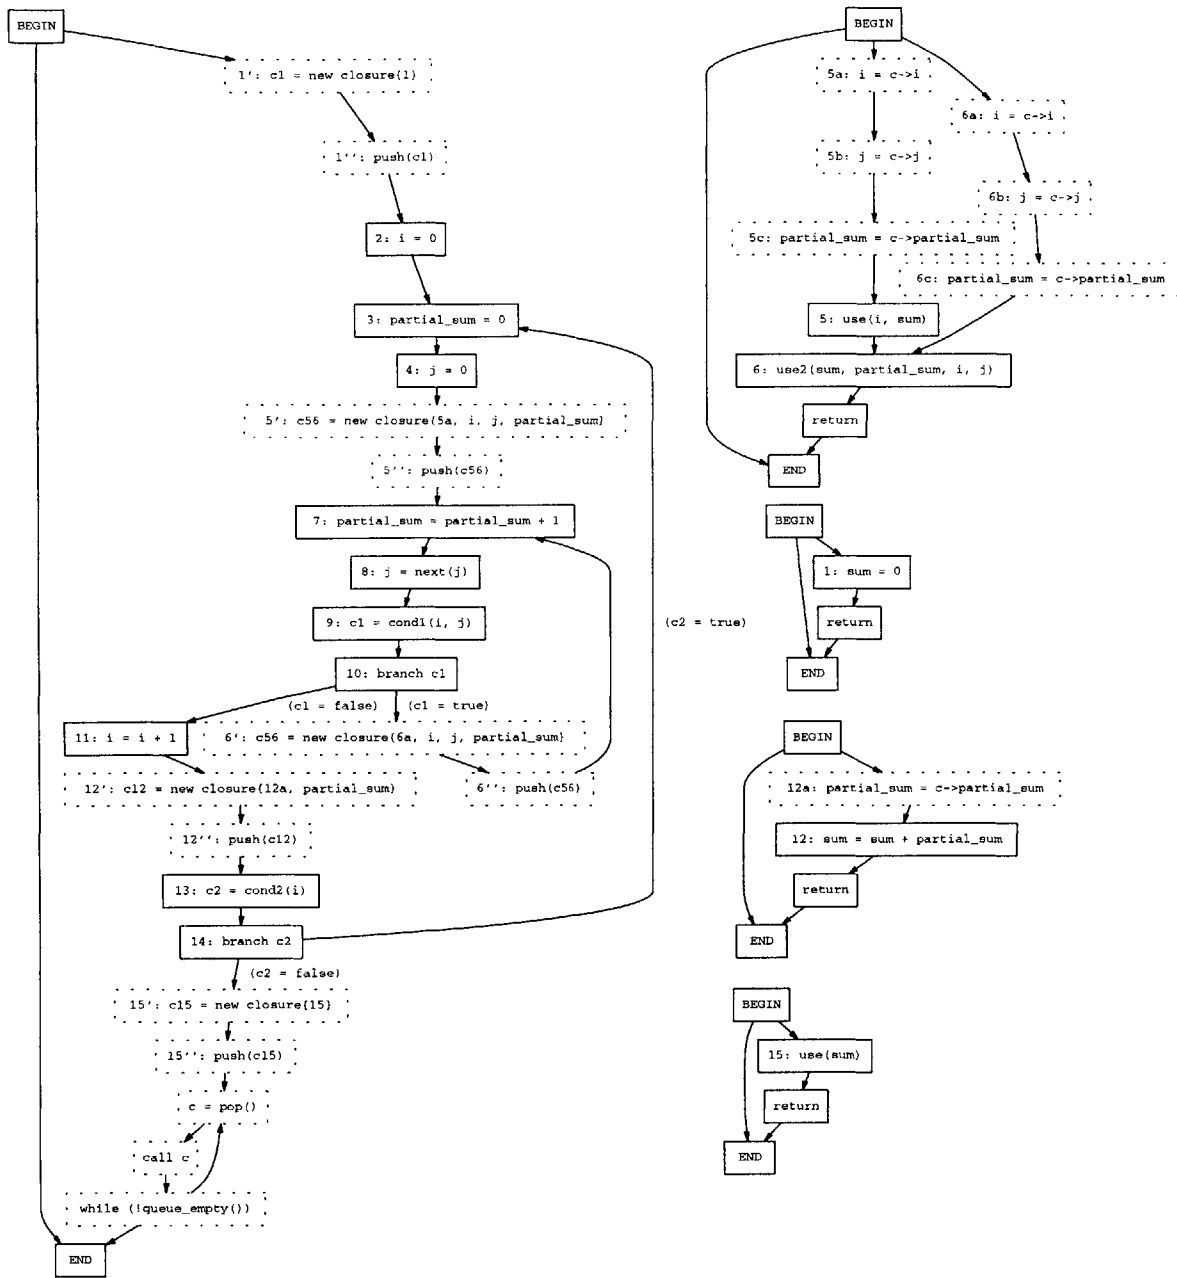 BEGIN
1': c1 = new closure{1}
1'': push(c1)
2: i = 0
3: partial_sum = 0
4: j = 0
5': c56 = new closure{5a, i, j, partial_sum}
5'': push(c56)
7: partial_sum = partial_sum + 1
8: j = next(j)
9: c1 = cond1(i, j)
10: branch c1
(c1 = false)
(c1 = true)
11: i = i + 1
6': c56 = new closure{6a, i, j, partial_sum}
12': c12 = new closure{12a, partial_sum}
6'': push(c56)
12'': push(c12)
13: c2 = cond2(i)
14: branch c2
(c2 = true)
(c2 = false)
15': c15 = new closure{15}
15'': push(c15)
c = pop()
call c
while (!queue_empty())
END
BEGIN
5a: i = c->i
6a: i = c->i
5b: j = c->j
6b: j = c->j
5c: partial_sum = c->partial_sum
6c: partial_sum = c->partial_sum
5: use(i, sum)
6: use2(sum, partial_sum, i, j)
return
END
BEGIN
1: sum = 0
return
END
BEGIN
12a: partial_sum = c->partial_sum
12: sum = sum + partial_sum
return
END
BEGIN
15: use(sum)
return
END